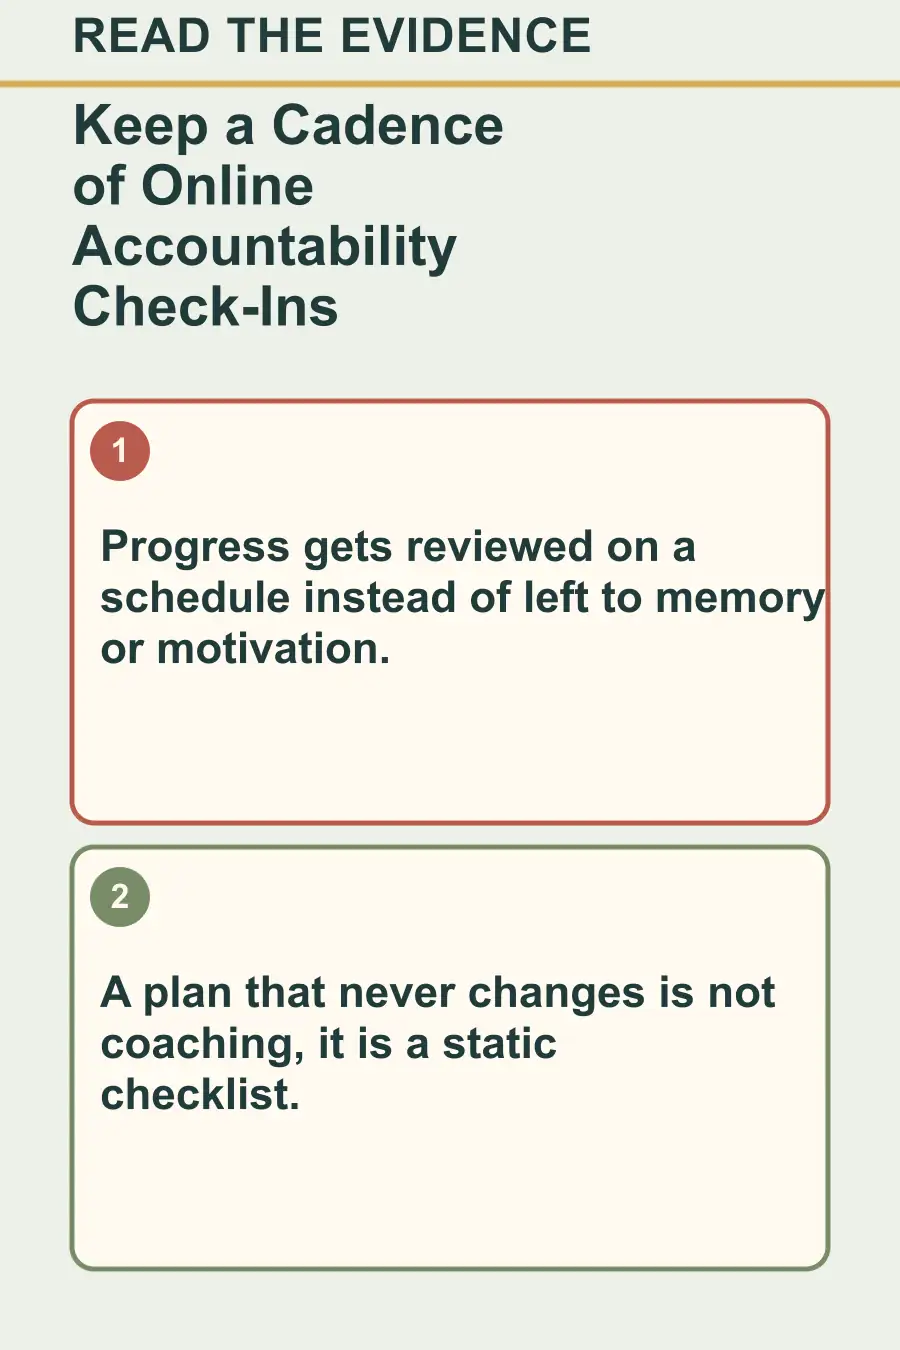 READ THE EVIDENCE
Keep a Cadence
of Online
Accountability
Check-Ins
1
Progress gets reviewed on a
schedule instead of left to memory
or motivation.
2
A plan that never changes is not
coaching, it is a static
checklist.